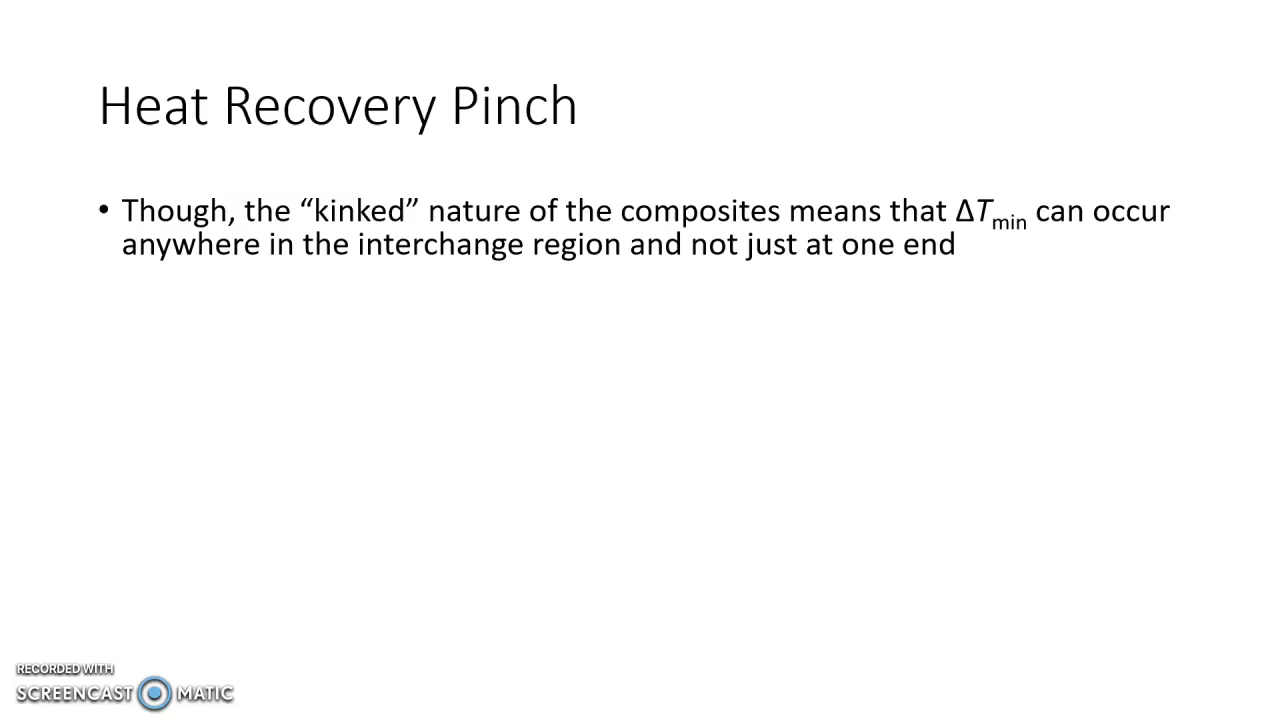 Heat Recovery Pinch
• Though, the “kinked” nature of the composites means that ΔTmin can occur
anywhere in the interchange region and not just at one end
RECORDED WITH
SCREENCAST MATIC